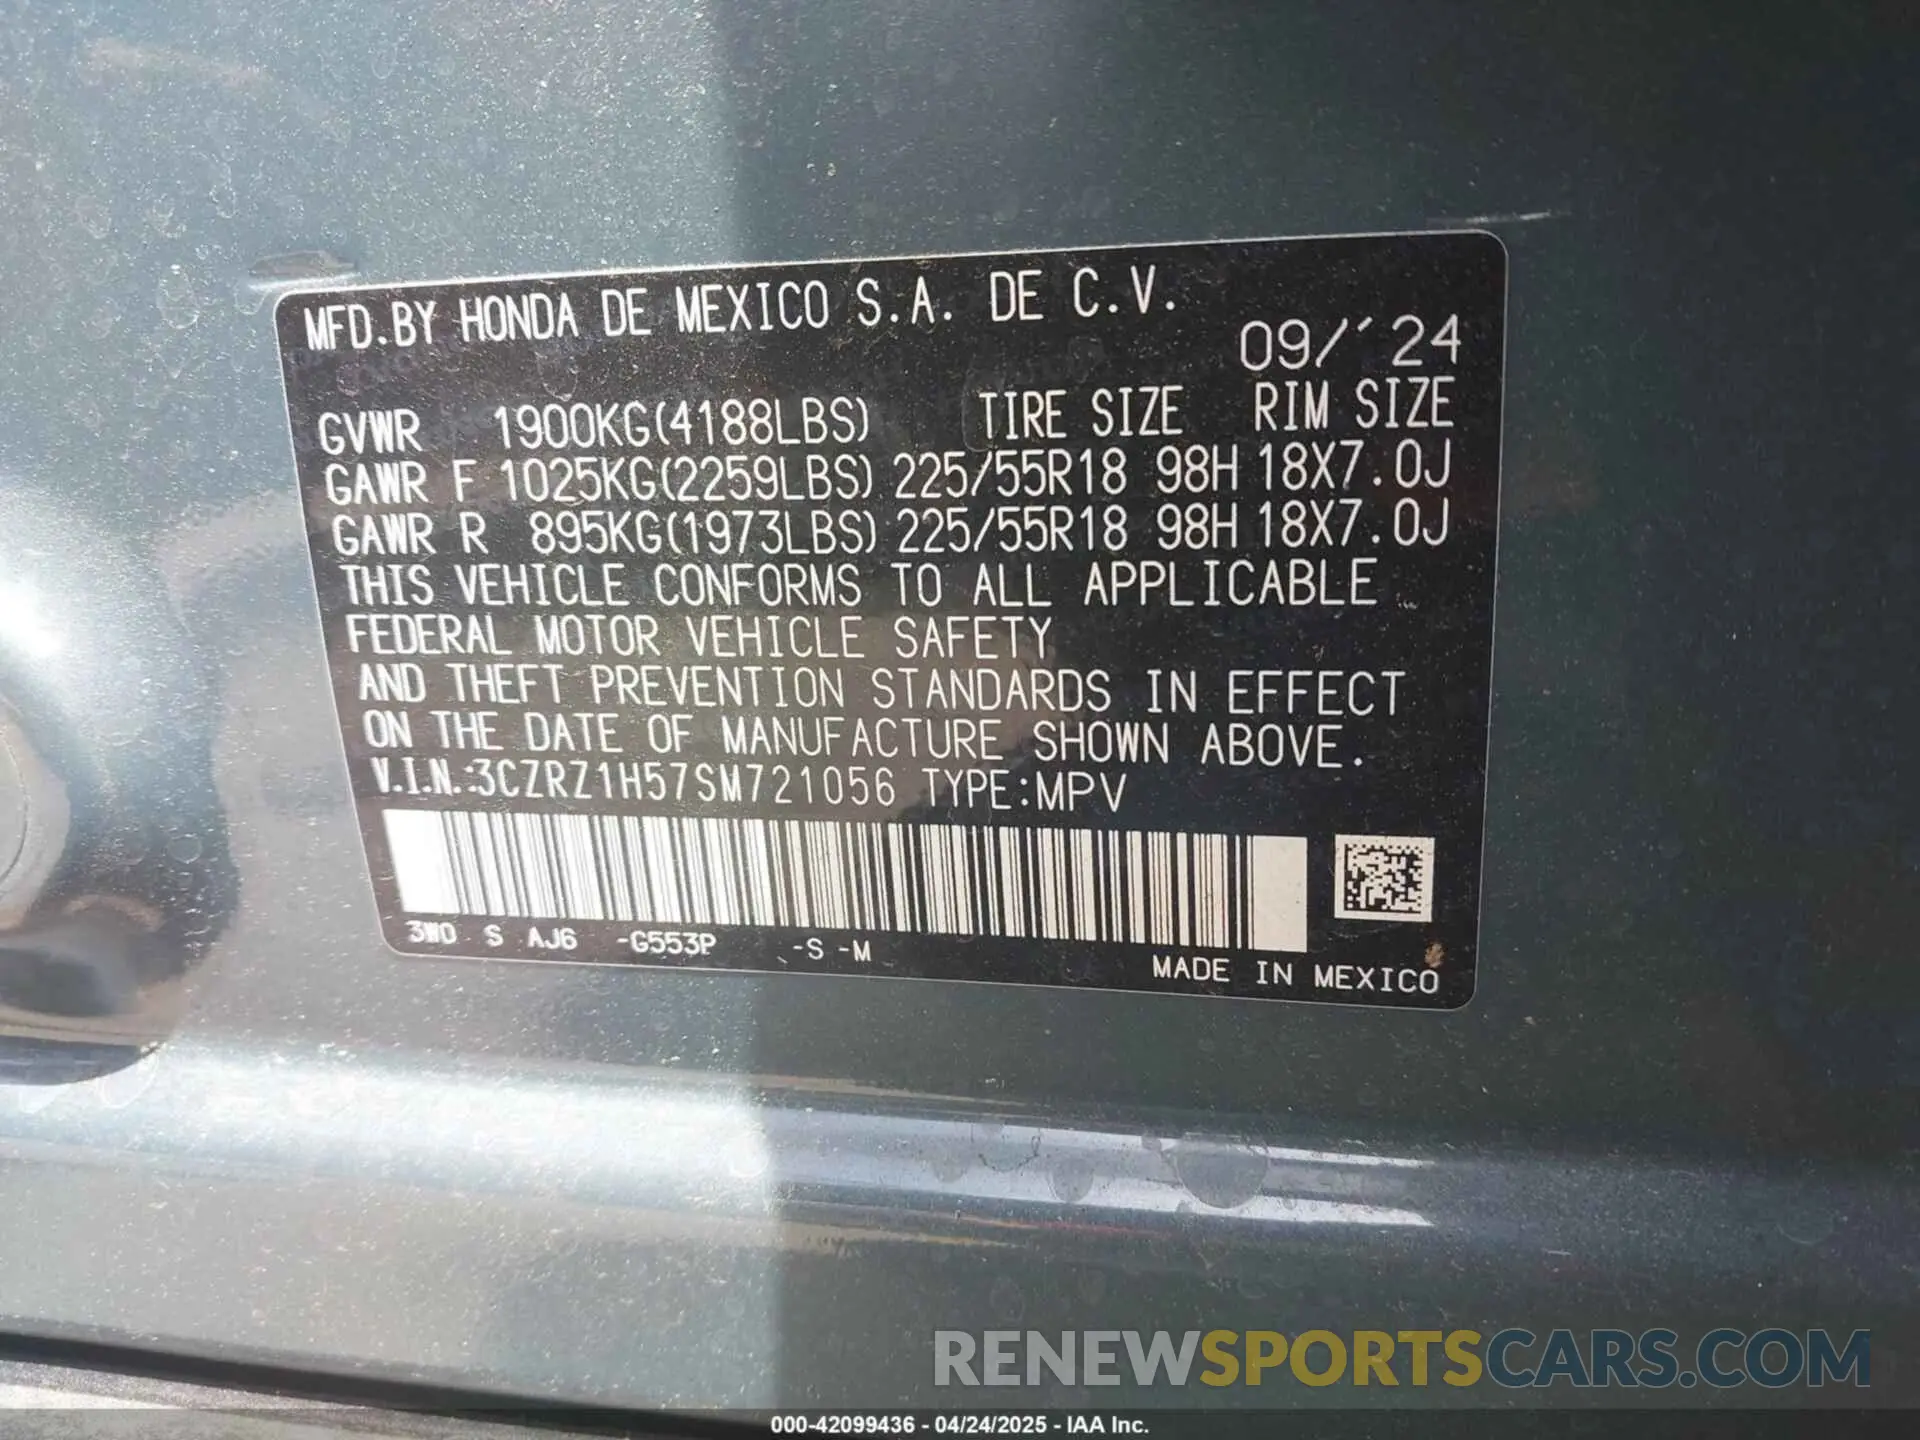 MFD.BY HONDA DE MEXICO S.A. DE C.V.
09/'24
GVWR 1900KG(4188LBS) TIRE SIZE RIM SIZE
GAWR F 1025KG(2259LBS) 225/55R18 98H 18X7.0J
GAWR R 895KG(1973LBS) 225/55R18 98H 18X7.0J
THIS VEHICLE CONFORMS TO ALL APPLICABLE
FEDERAL MOTOR VEHICLE SAFETY
AND THEFT PREVENTION STANDARDS IN EFFECT
ON THE DATE OF MANUFACTURE SHOWN ABOVE.
V.I.N.:3CZRZ1H57SM721056 TYPE:MPV
3W0 S AJ6 -G553P -S -M
MADE IN MEXICO
RENEWSPORTSCARS.COM
000-42099436 - 04/24/2025 - IAA Inc.